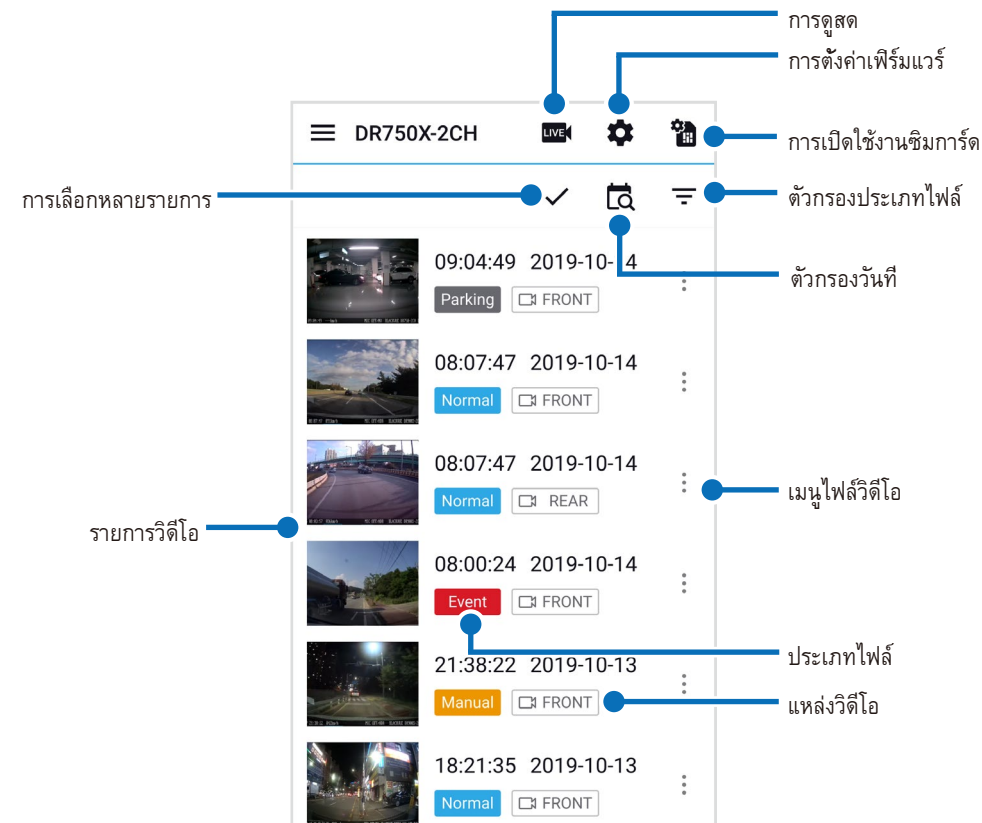 การดูสด
การตั้งค่าเฟิร์มแวร์
DR750X-2CH
LIVE
การเปิดใช้งานซิมการ์ด
การเลือกหลายรายการ
ตัวกรองประเภทไฟล์
09:04:49 2019-10-14
ตัวกรองวันที่
Parking FRONT
08:07:47 2019-10-14
Normal FRONT
08:07:47 2019-10-14
Normal REAR
เมนูไฟล์วิดีโอ
รายการวิดีโอ
08:00:24 2019-10-14
Event FRONT
ประเภทไฟล์
21:38:22 2019-10-13
Manual FRONT
แหล่งวิดีโอ
18:21:35 2019-10-13
Normal FRONT